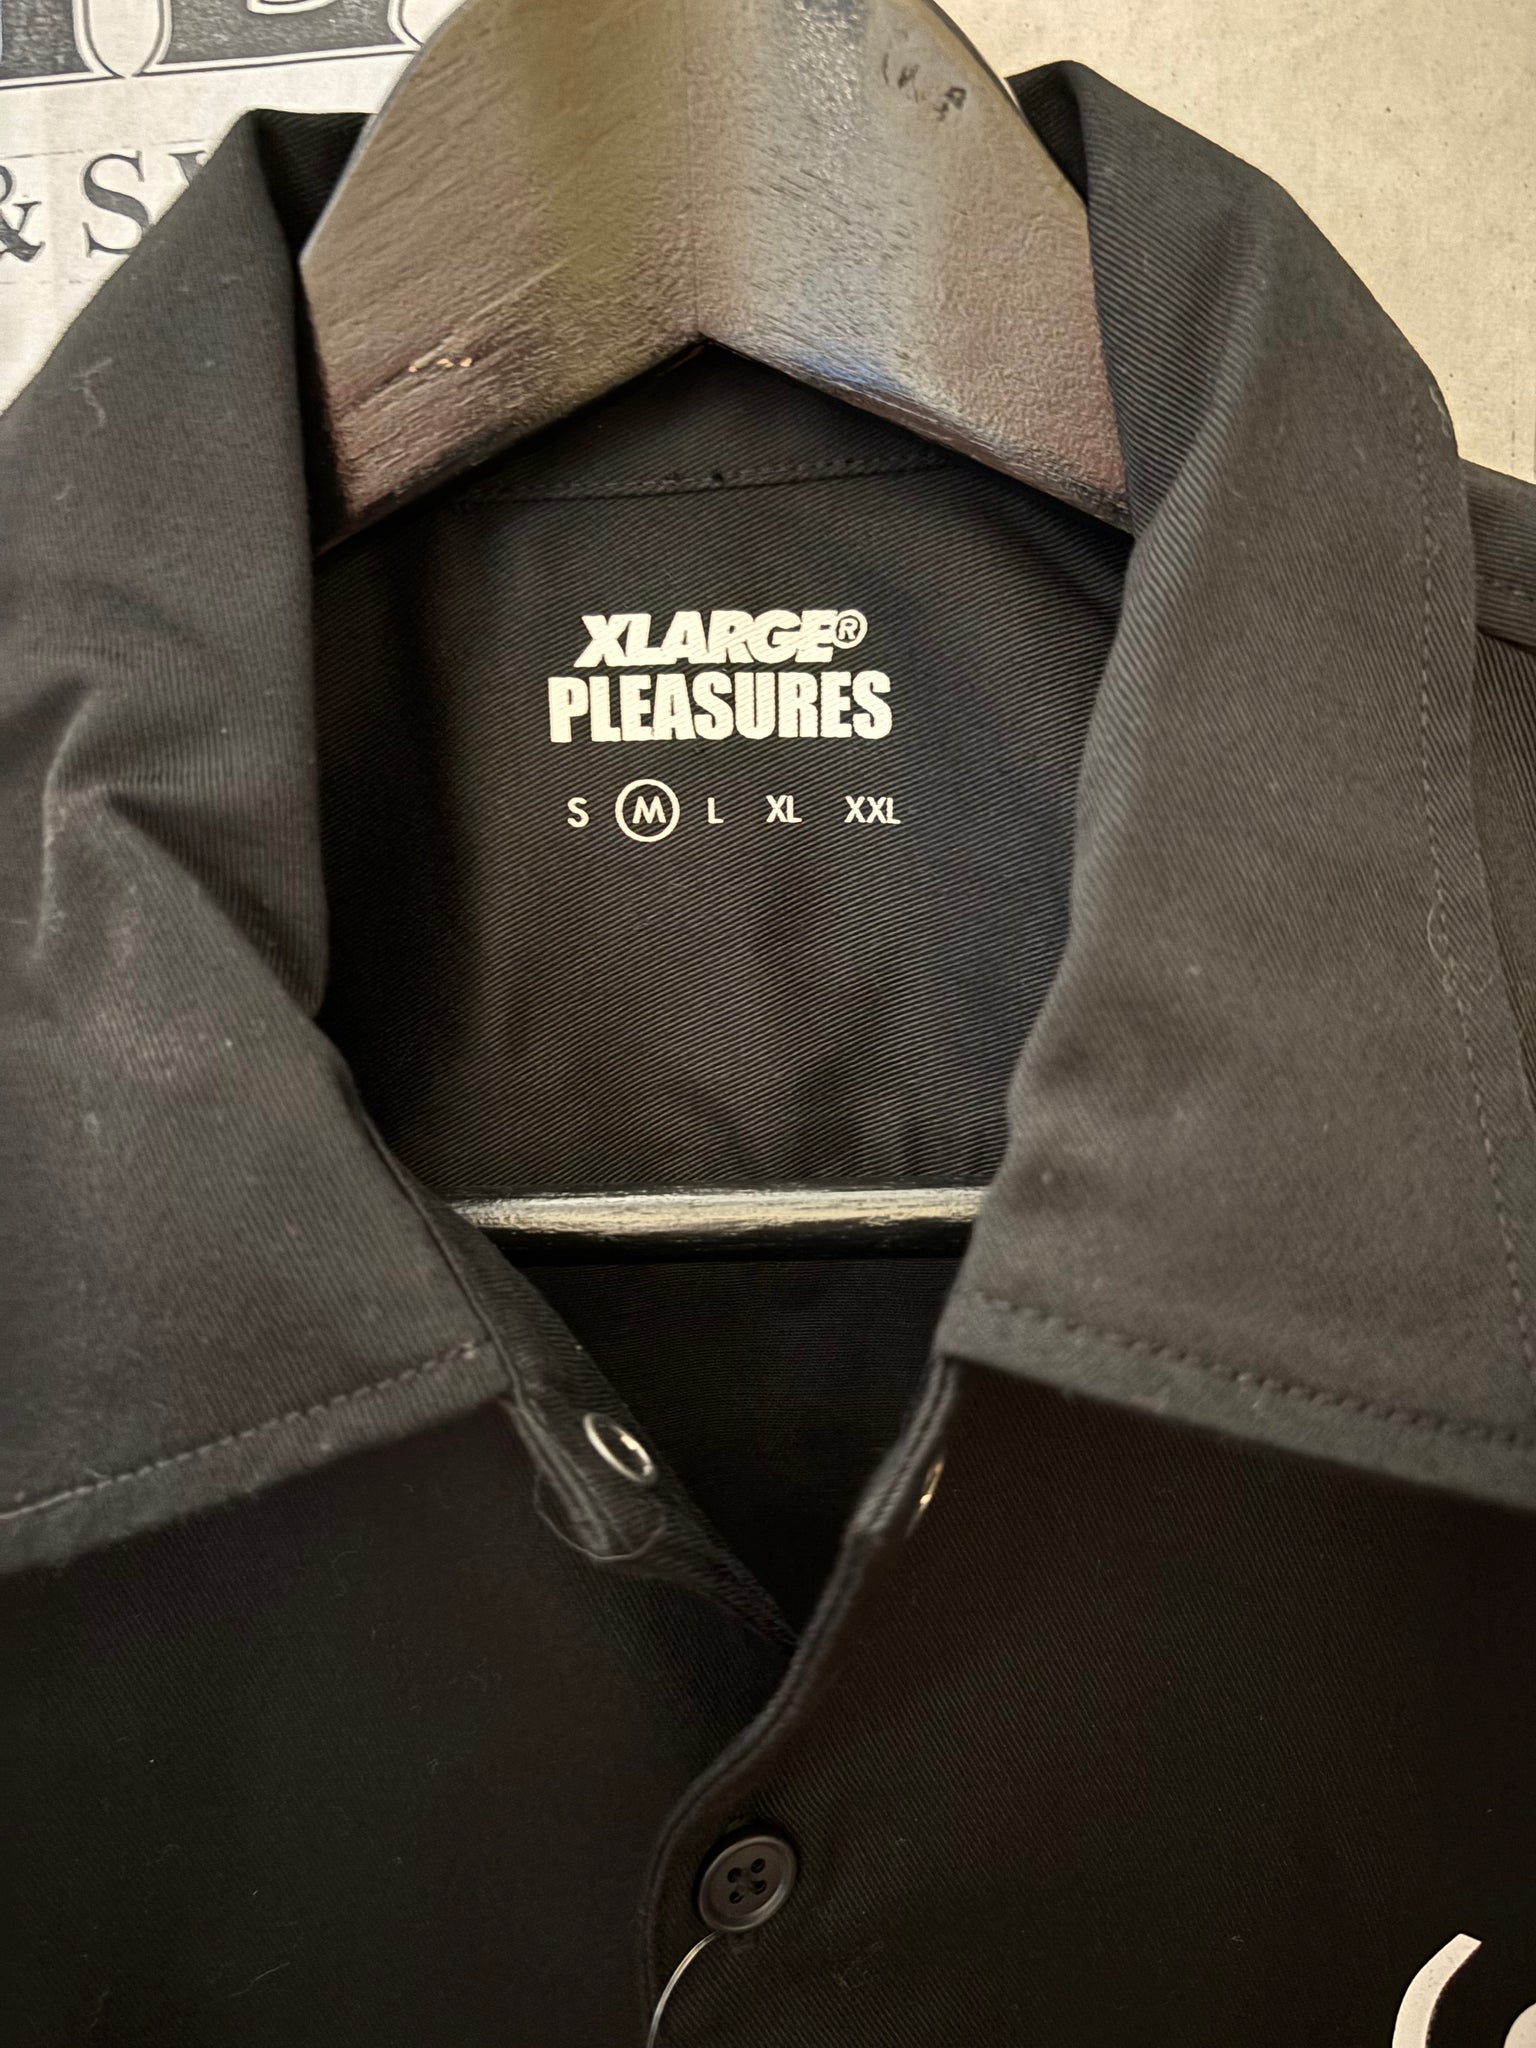 & S
XLARGE®
PLEASURES
S M L XL XXL